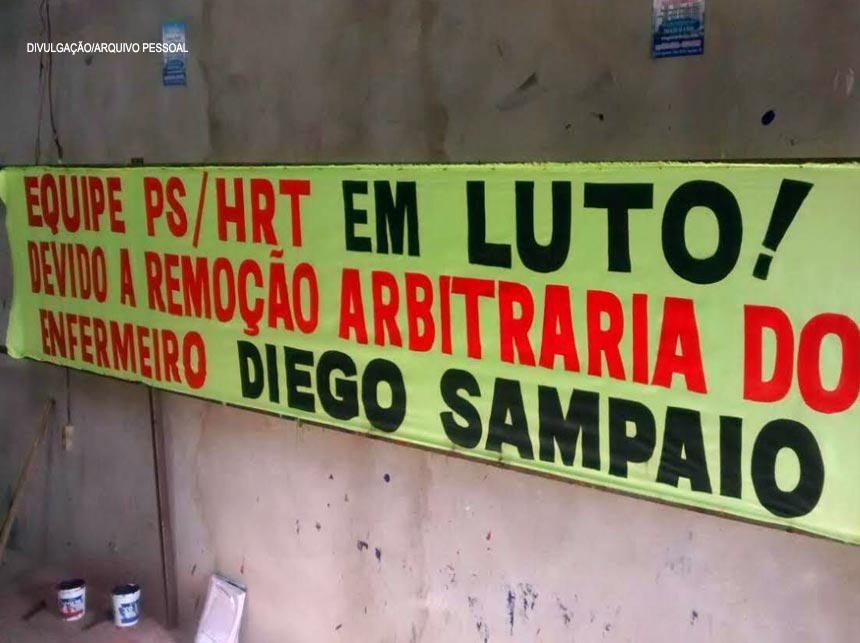 DIVULGAÇÃO/ARQUIVO PESSOAL
EQUIPE PS/HRT EM LUTO!
DEVIDO A REMOÇÃO ARBITRARIA DO
ENFERMEIRO DIEGO SAMPAIO